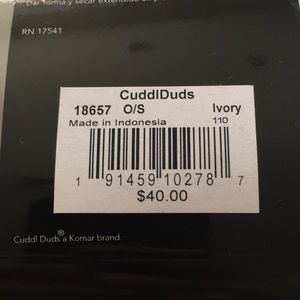 Dar forma y secar extendido en
RN 17541
CuddlDuds
18657 O/S Ivory
Made in Indonesia 110
1 91459 10278 7
$40.00
Cuddl Duds® a Komar brand.